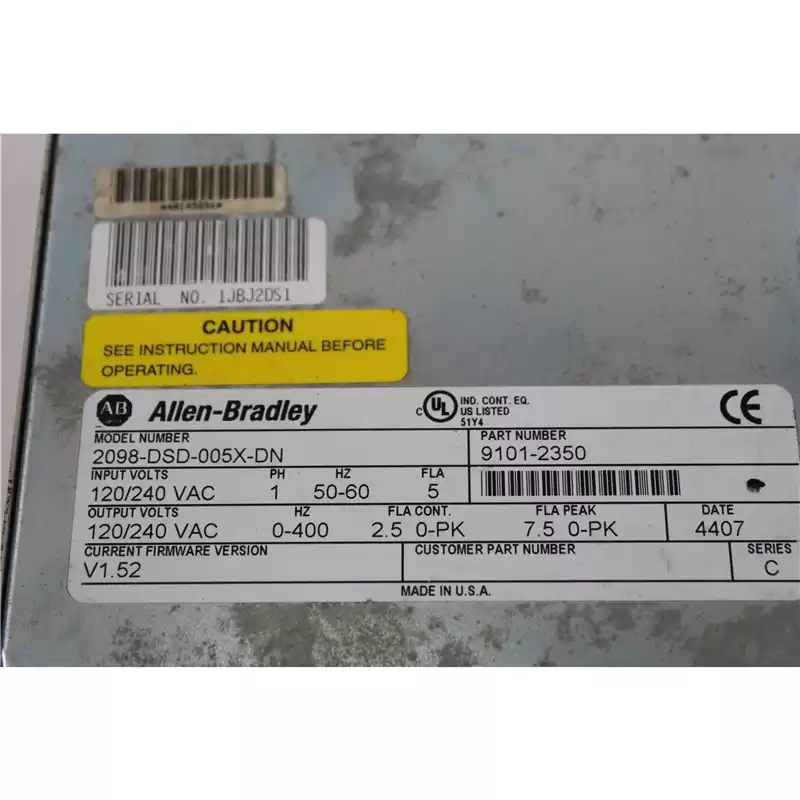 SERIAL NO. 1JBJ2DS1
CAUTION
SEE INSTRUCTION MANUAL BEFORE
OPERATING.
AB Allen-Bradley
C UL IND. CONT. EQ.
US LISTED
51Y4
CE
MODEL NUMBER
2098-DSD-005X-DN
PART NUMBER
9101-2350
INPUT VOLTS PH HZ FLA
120/240 VAC 1 50-60 5
OUTPUT VOLTS HZ FLA CONT. FLA PEAK DATE
120/240 VAC 0-400 2.5 0-PK 7.5 0-PK 4407
CURRENT FIRMWARE VERSION CUSTOMER PART NUMBER SERIES
V1.52 C
MADE IN U.S.A.